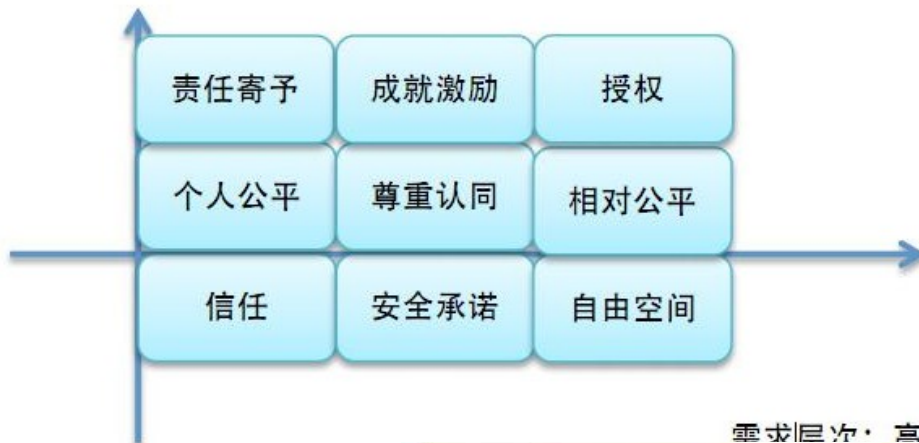 责任寄予 成就激励 授权
个人公平 尊重认同 相对公平
信任 安全承诺 自由空间
需求层次：高